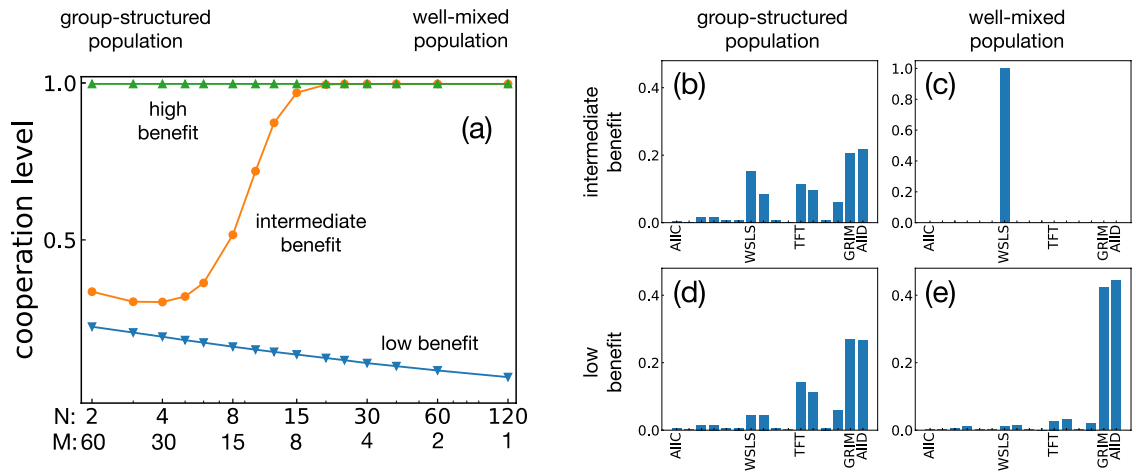 group-structured
population
well-mixed
population
1.0
0.5
cooperation level
high
benefit
(a)
intermediate
benefit
low benefit
N: 2 4 8 15 30 60 120
M: 60 30 15 8 4 2 1
group-structured
population
well-mixed
population
intermediate
benefit
(b)
0.4
0.2
0.0
AllC WSLS TFT GRIM AllD
(c)
1.0
0.8
0.6
0.4
0.2
0.0
AllC WSLS TFT GRIM AllD
low
benefit
(d)
0.4
0.2
0.0
AllC WSLS TFT GRIM AllD
(e)
0.4
0.2
0.0
AllC WSLS TFT GRIM AllD